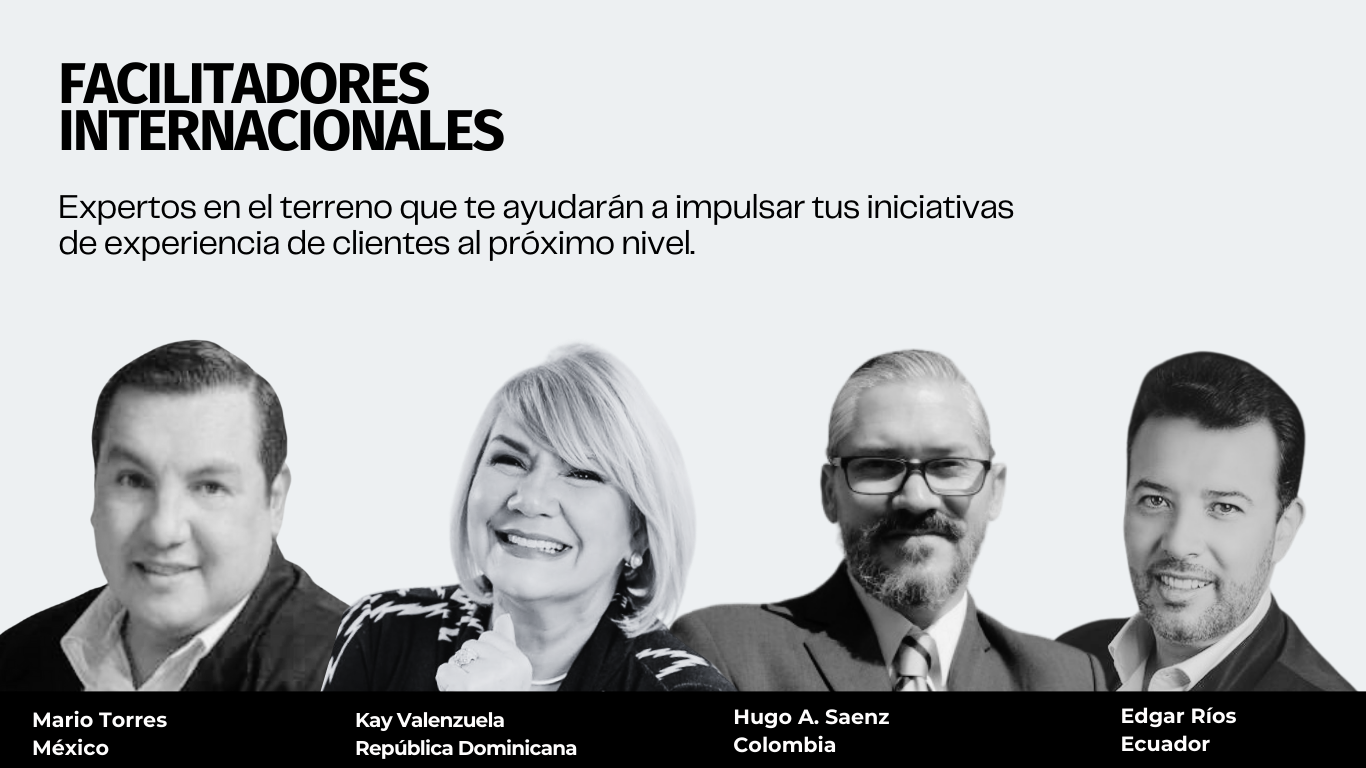 FACILITADORES
INTERNACIONALES
Expertos en el terreno que te ayudarán a impulsar tus iniciativas
de experiencia de clientes al próximo nivel.
Mario Torres
México
Kay Valenzuela
República Dominicana
Hugo A. Saenz
Colombia
Edgar Ríos
Ecuador